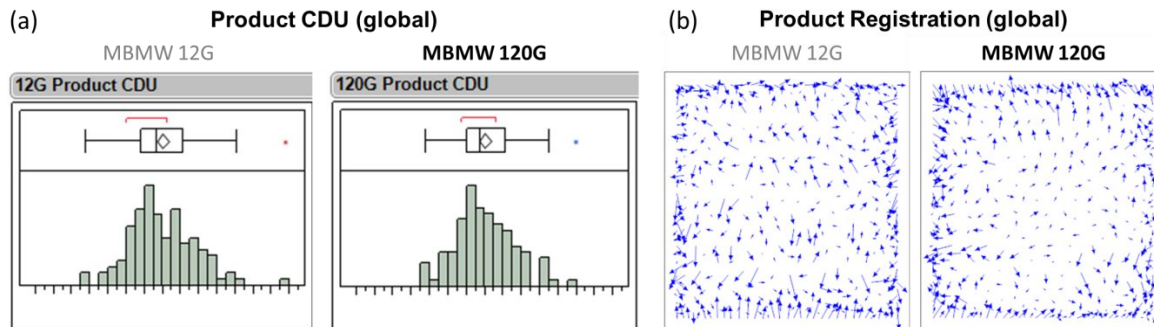 (a)
Product CDU (global)
MBMW 12G
MBMW 120G
12G Product CDU
120G Product CDU
(b)
Product Registration (global)
MBMW 12G
MBMW 120G